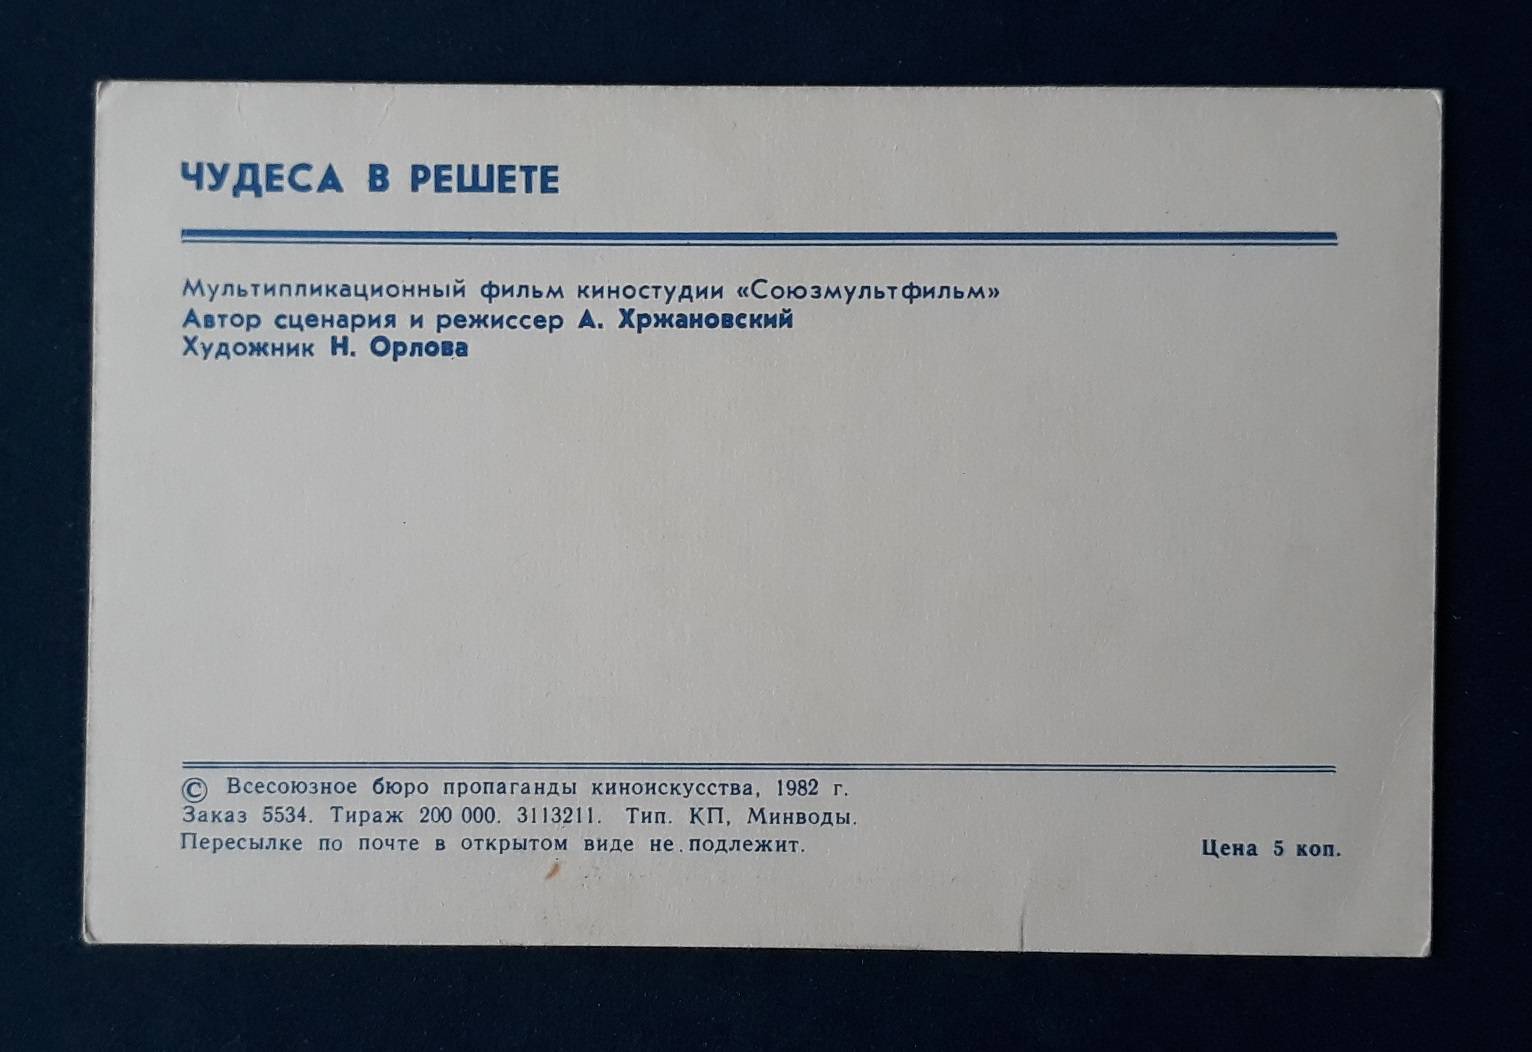 ЧУДЕСА В РЕШЕТЕ
Мультипликационный фильм киностудии «Союзмультфильм»
Автор сценария и режиссер А. Хржановский
Художник Н. Орлова
© Всесоюзное бюро пропаганды киноискусства, 1982 г.
Заказ 5534. Тираж 200 000. 3113211. Тип. КП, Минводы.
Пересылке по почте в открытом виде не подлежит.
Цена 5 коп.